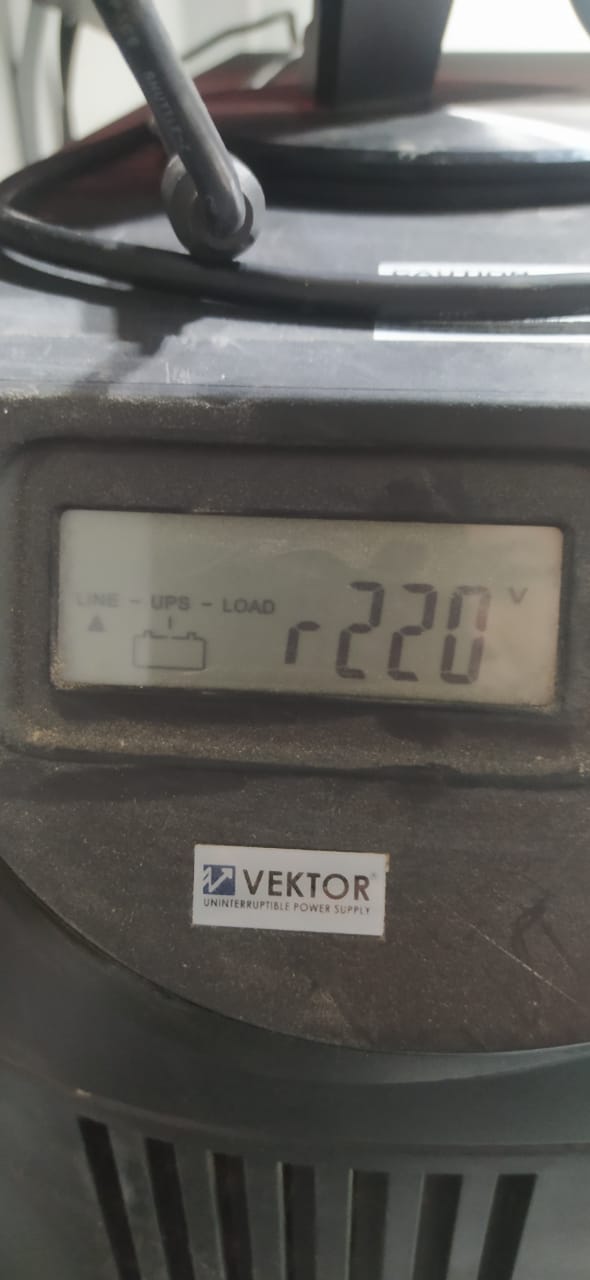 LINE - UPS - LOAD
r220 V
VEKTOR
UNINTERRUPTIBLE POWER SUPPLY